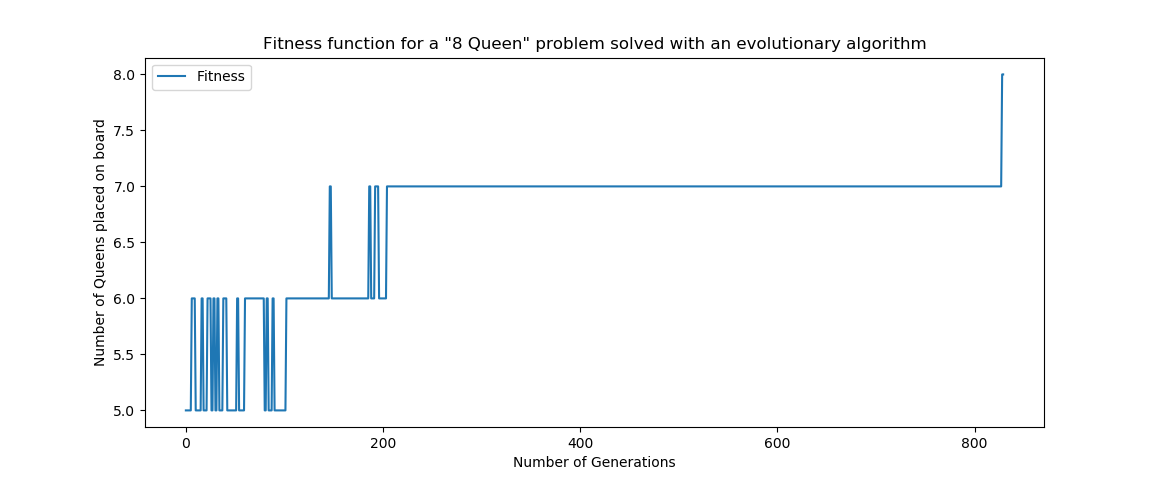 Fitness function for a "8 Queen" problem solved with an evolutionary algorithm
Fitness
8.0
7.5
7.0
6.5
6.0
5.5
5.0
Number of Queens placed on board
0 200 400 600 800
Number of Generations